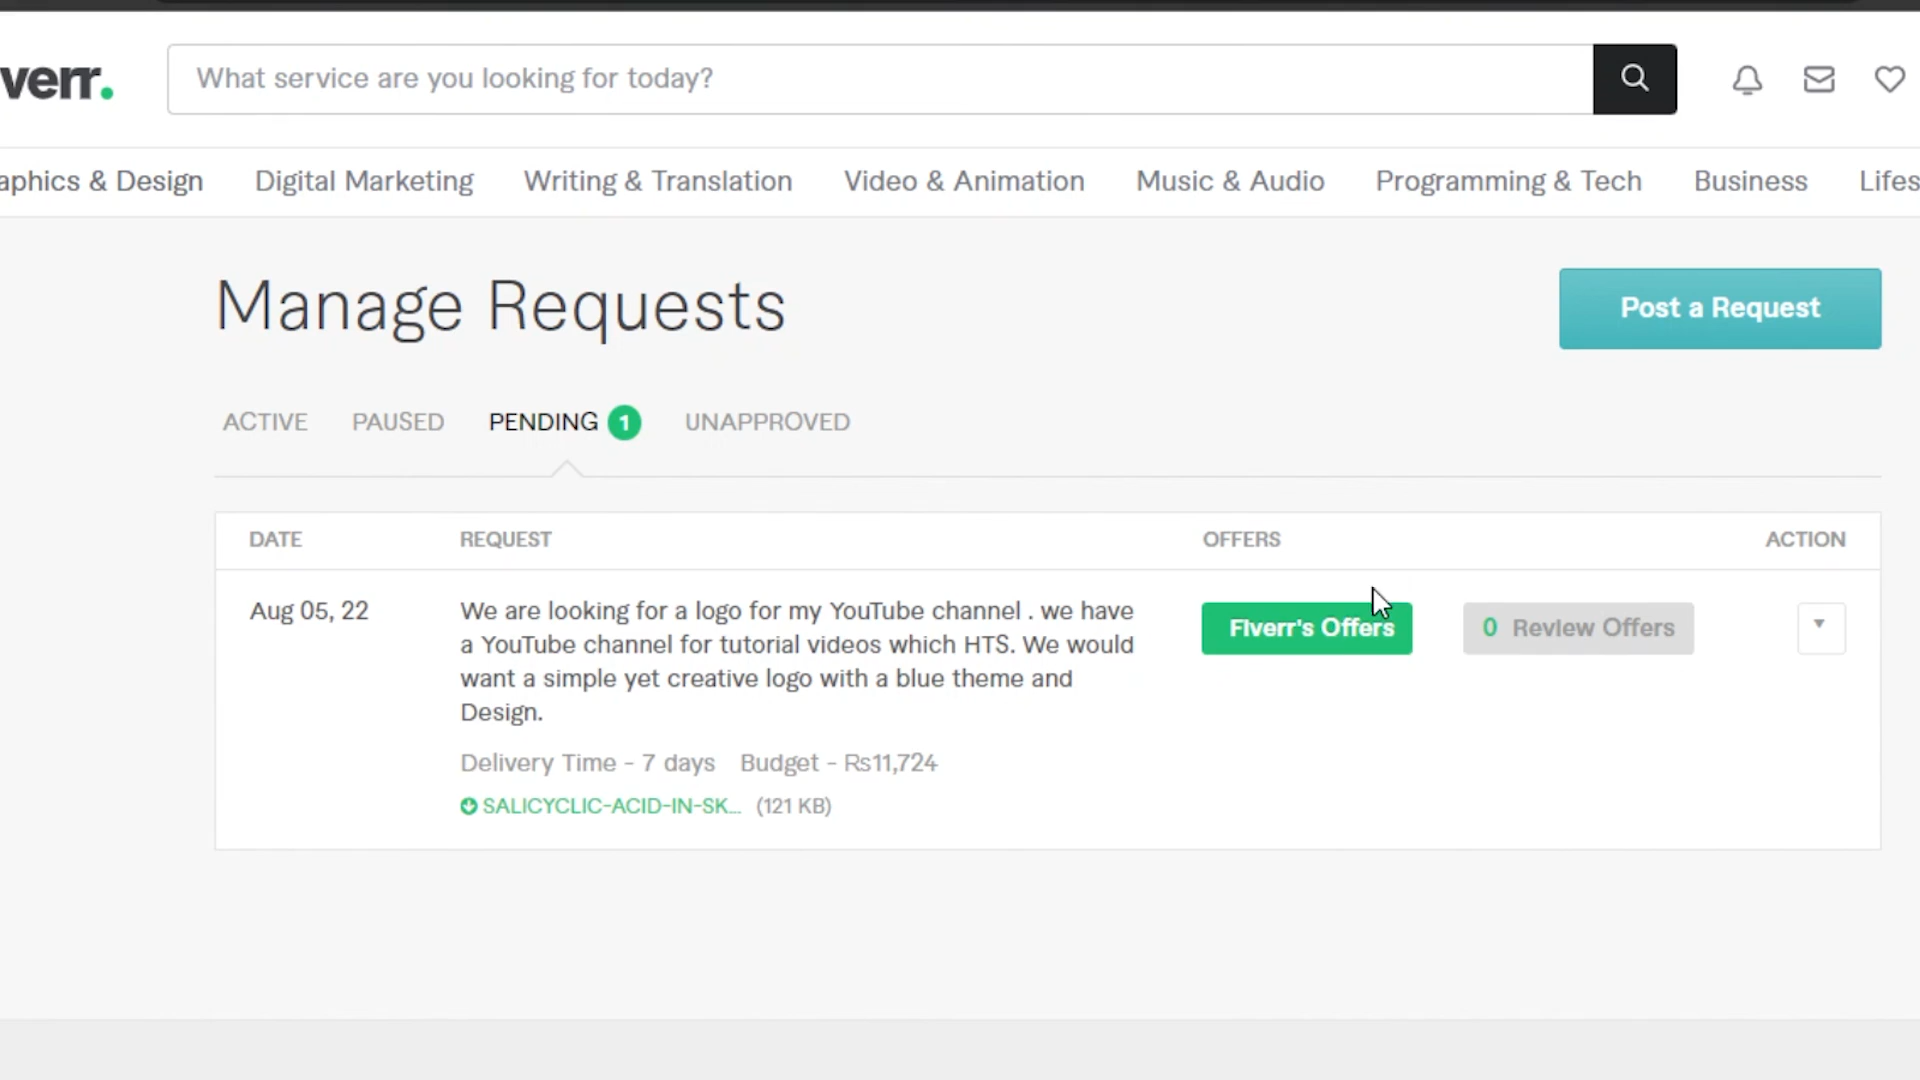 verr.
What service are you looking for today?
aphics & Design Digital Marketing Writing & Translation Video & Animation Music & Audio Programming & Tech Business Lifes
Manage Requests
Post a Request
ACTIVE PAUSED PENDING 1 UNAPPROVED
DATE REQUEST OFFERS ACTION
Aug 05, 22
We are looking for a logo for my YouTube channel . we have
a YouTube channel for tutorial videos which HTS. We would
want a simple yet creative logo with a blue theme and
Design.
Fiverr's Offers
0 Review Offers
Delivery Time - 7 days Budget - Rs11,724
SALICYCLIC-ACID-IN-SK... (121 KB)